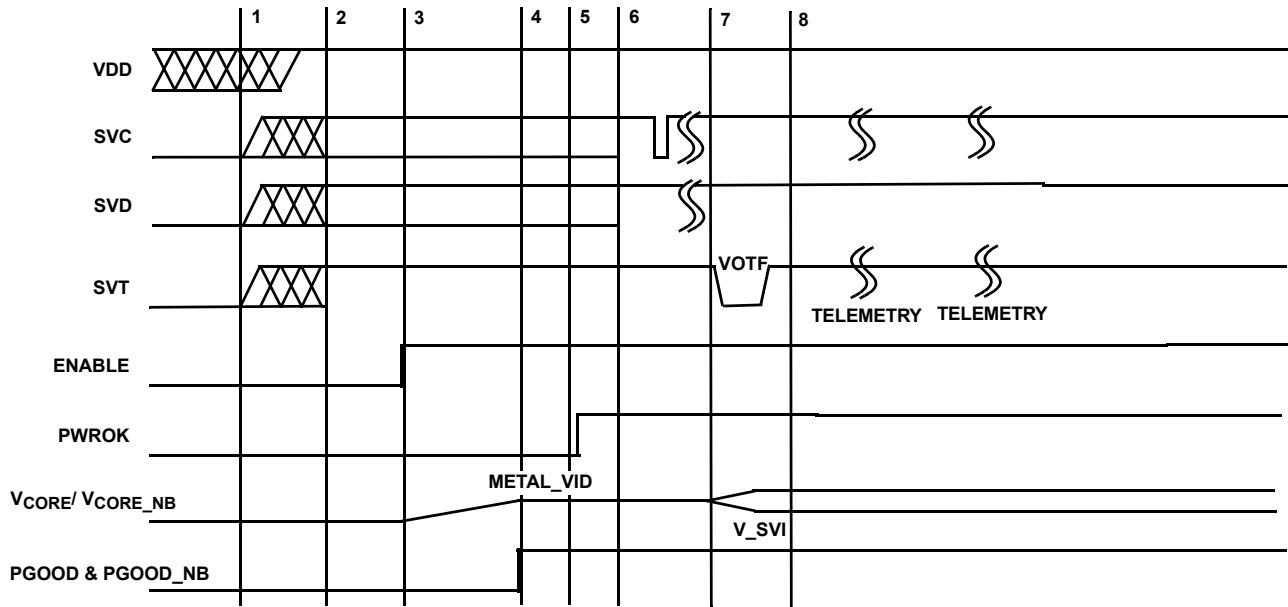 1 2 3 4 5 6 7 8
VDD
SVC
SVD
VOTF
SVT
TELEMETRY TELEMETRY
ENABLE
PWROK
METAL_VID
VCORE/ VCORE_NB
V_SVI
PGOOD & PGOOD_NB